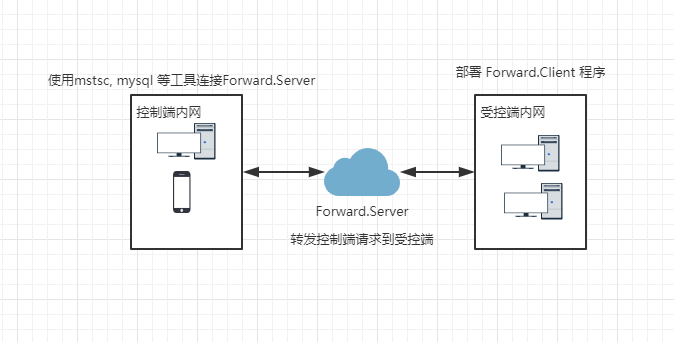 使用mstsc, mysql 等工具连接Forward.Server
部署 Forward.Client 程序
控制端内网
受控端内网
Forward.Server
转发控制端请求到受控端